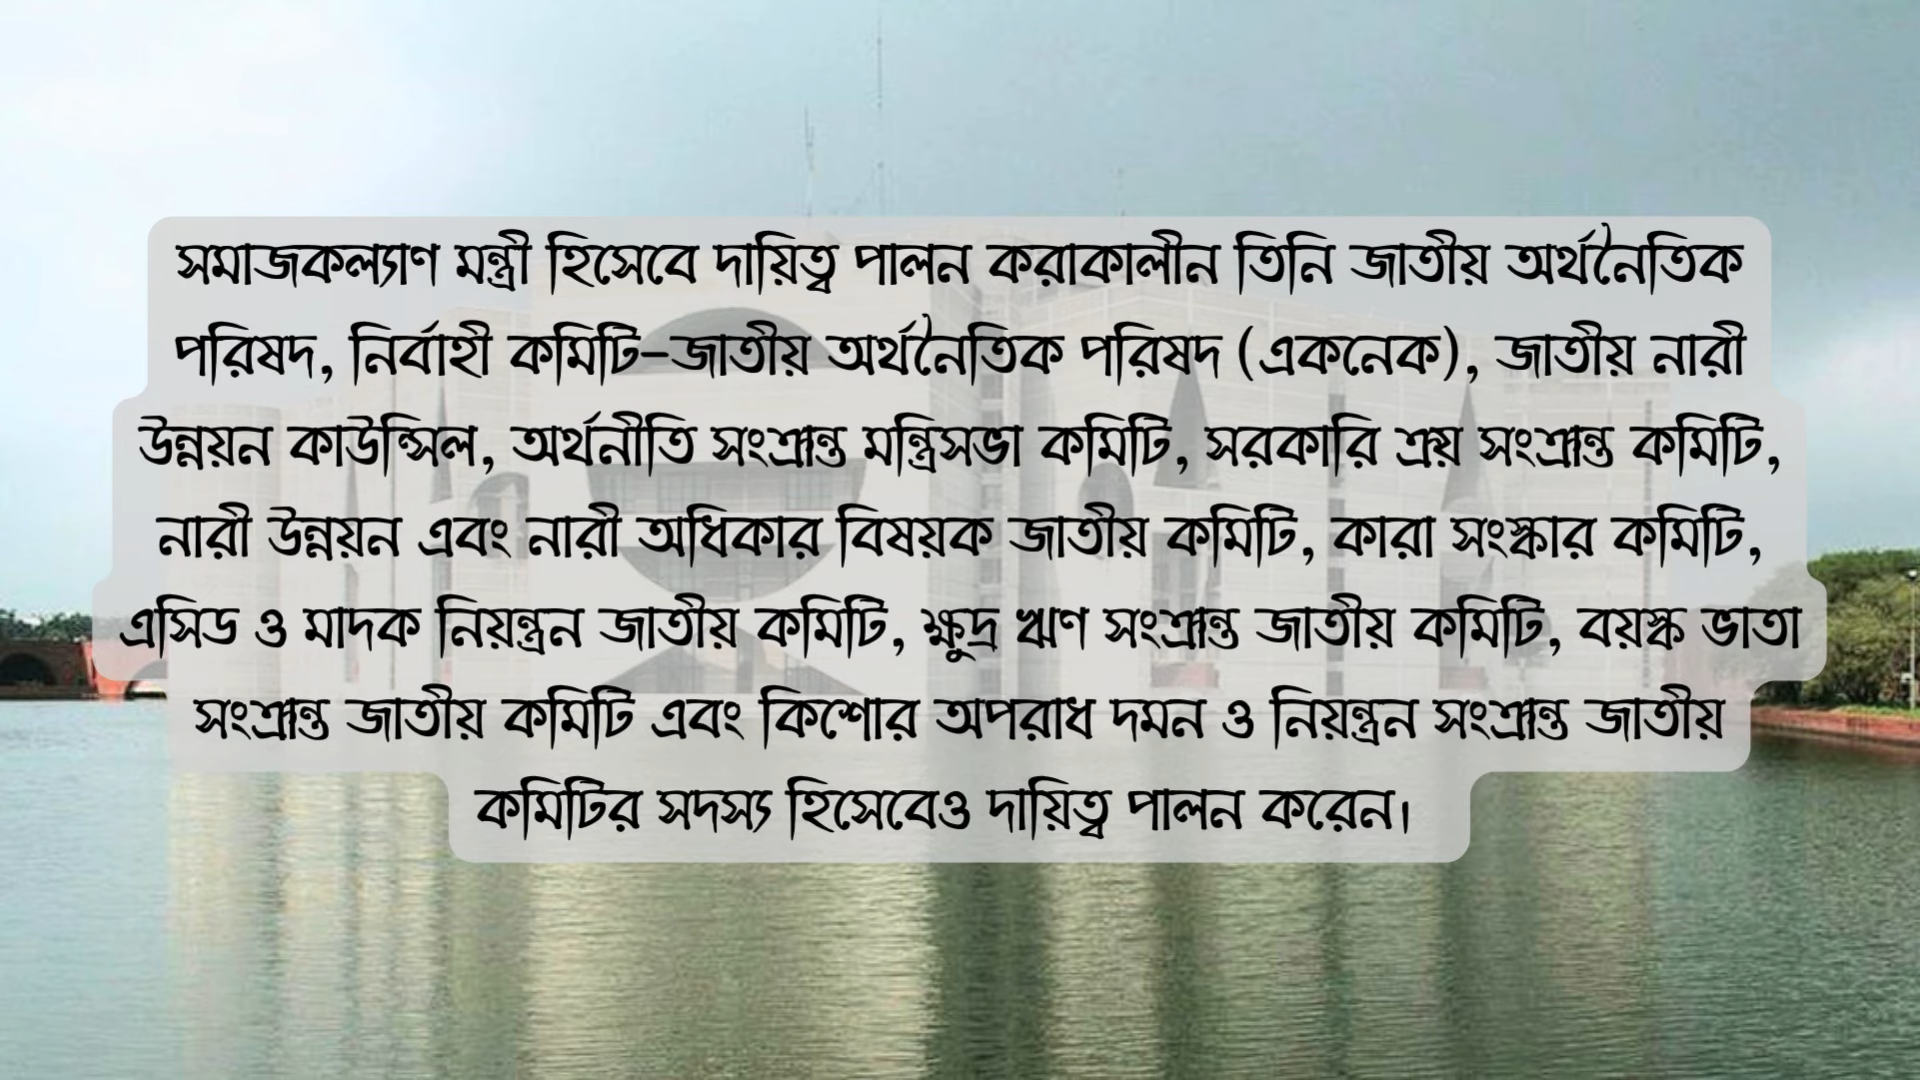 সমাজকল্যাণ মন্ত্রী হিসেবে দায়িত্ব পালন করাকালীন তিনি জাতীয় অর্থনৈতিক
পরিষদ, নির্বাহী কমিটি-জাতীয় অর্থনৈতিক পরিষদ (একনেক), জাতীয় নারী
উন্নয়ন কাউন্সিল, অর্থনীতি সংক্রান্ত মন্ত্রিসভা কমিটি, সরকারি ক্রয় সংক্রান্ত কমিটি,
নারী উন্নয়ন এবং নারী অধিকার বিষয়ক জাতীয় কমিটি, কারা সংস্কার কমিটি,
এসিড ও মাদক নিয়ন্ত্রন জাতীয় কমিটি, ক্ষুদ্র ঋণ সংক্রান্ত জাতীয় কমিটি, বয়স্ক ভাতা
সংক্রান্ত জাতীয় কমিটি এবং কিশোর অপরাধ দমন ও নিয়ন্ত্রন সংক্রান্ত জাতীয়
কমিটির সদস্য হিসেবেও দায়িত্ব পালন করেন।